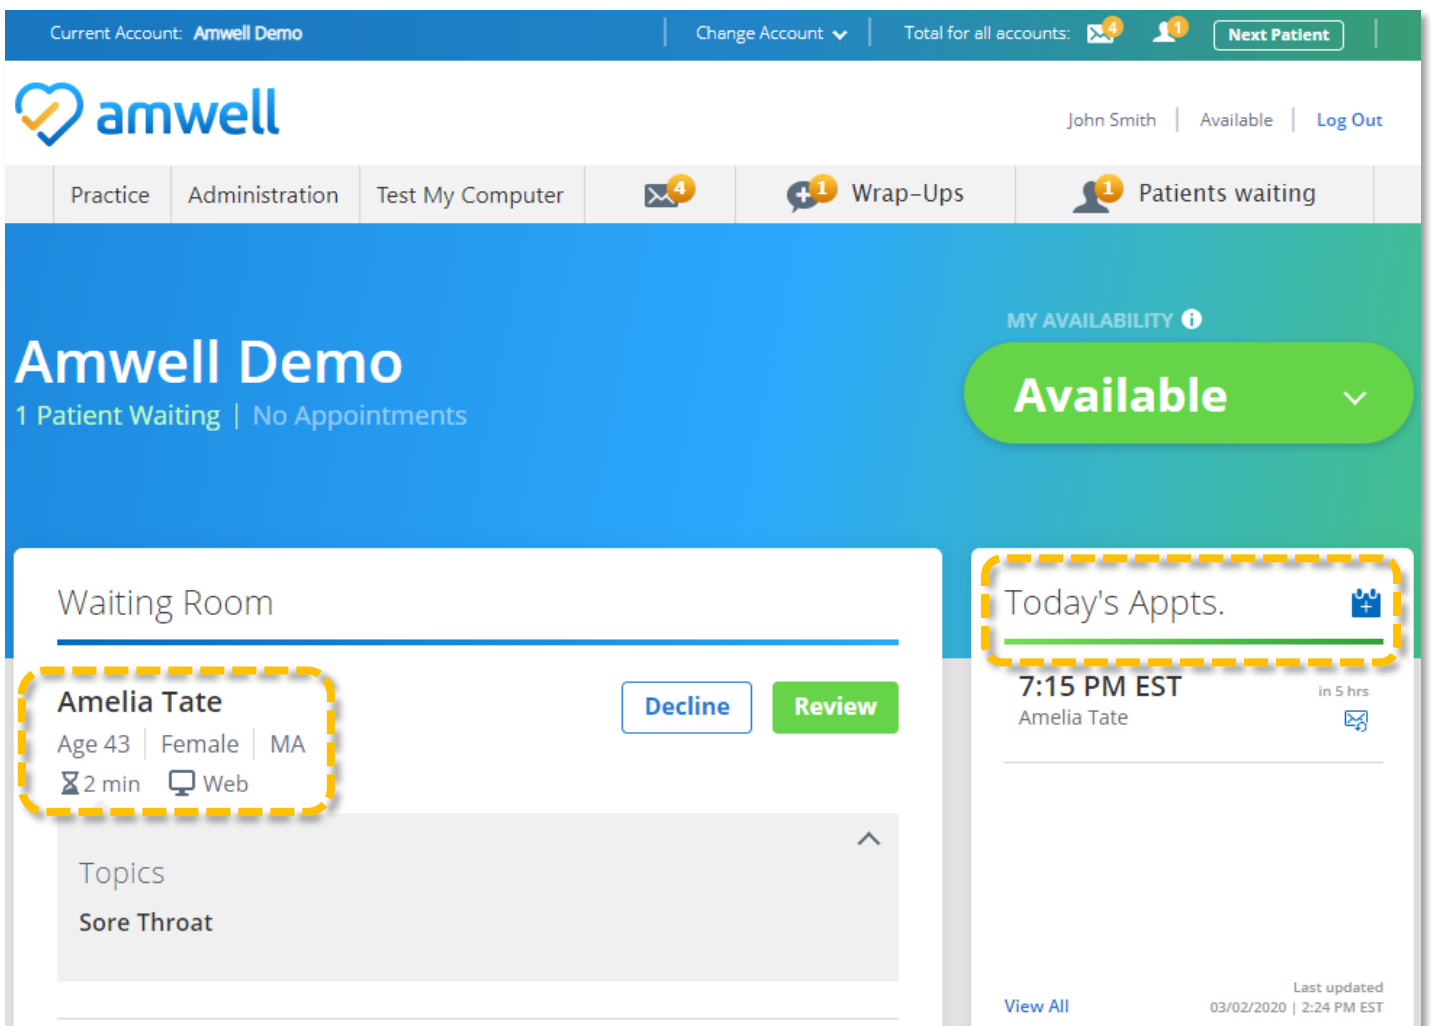 Current Account: Amwell Demo
Change Account
Total for all accounts:
4
1
Next Patient
amwell
John Smith
Available
Log Out
Practice
Administration
Test My Computer
4
1
Wrap-Ups
1
Patients waiting
MY AVAILABILITY i
Amwell Demo
1 Patient Waiting | No Appointments
Available
Waiting Room
Amelia Tate
Age 43 | Female | MA
2 min
Web
Decline
Review
Topics
Sore Throat
Today's Appts.
7:15 PM EST
in 5 hrs
Amelia Tate
View All
Last updated
03/02/2020 | 2:24 PM EST